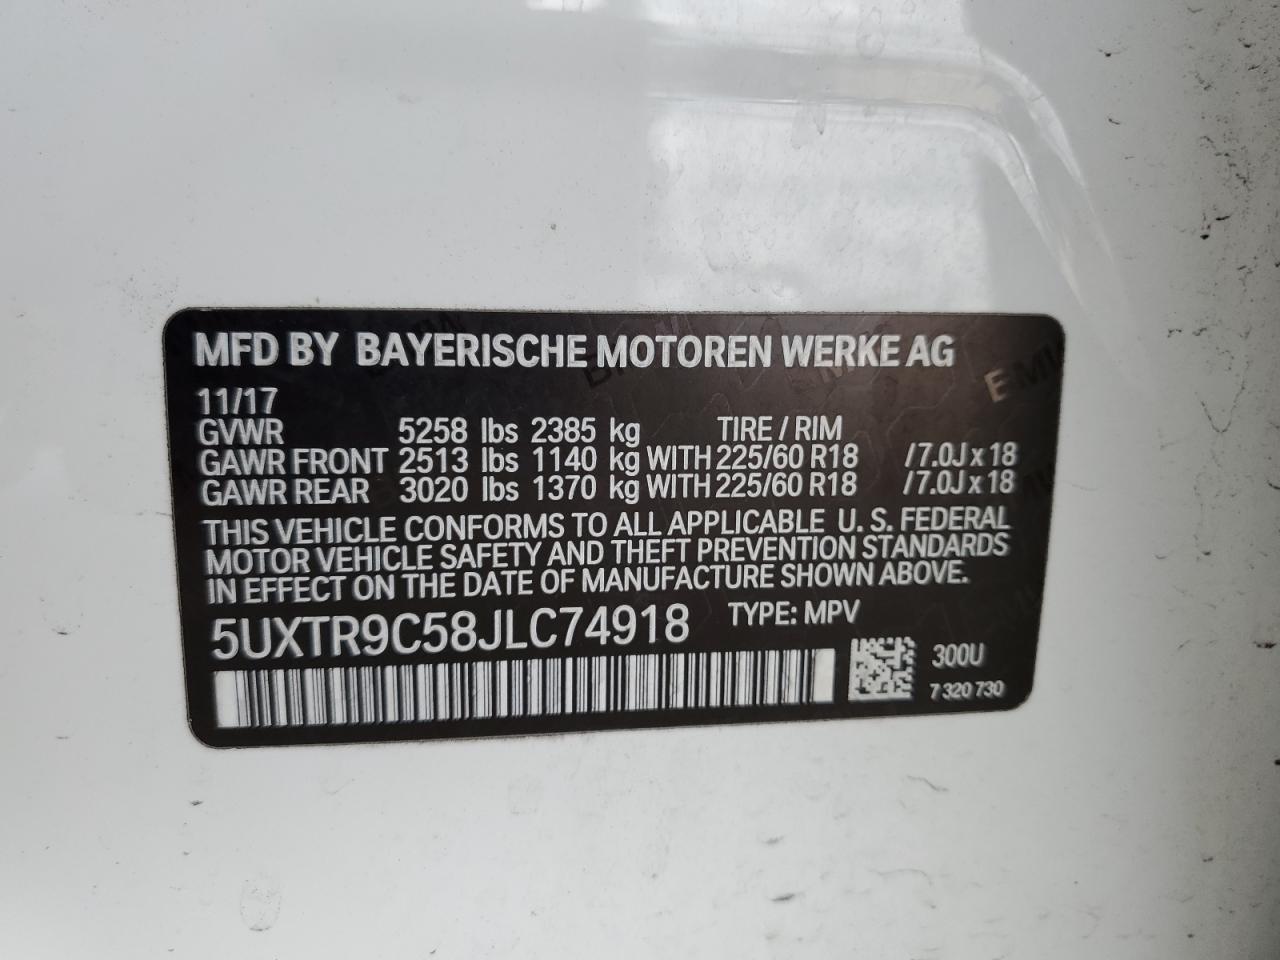 MFD BY BAYERISCHE MOTOREN WERKE AG
11/17
GVWR 5258 lbs 2385 kg TIRE / RIM
GAWR FRONT 2513 lbs 1140 kg WITH 225/60 R18 /7.0J x 18
GAWR REAR 3020 lbs 1370 kg WITH 225/60 R18 /7.0J x 18
THIS VEHICLE CONFORMS TO ALL APPLICABLE U. S. FEDERAL
MOTOR VEHICLE SAFETY AND THEFT PREVENTION STANDARDS
IN EFFECT ON THE DATE OF MANUFACTURE SHOWN ABOVE.
5UXTR9C58JLC74918 TYPE: MPV
300U
7 320 730